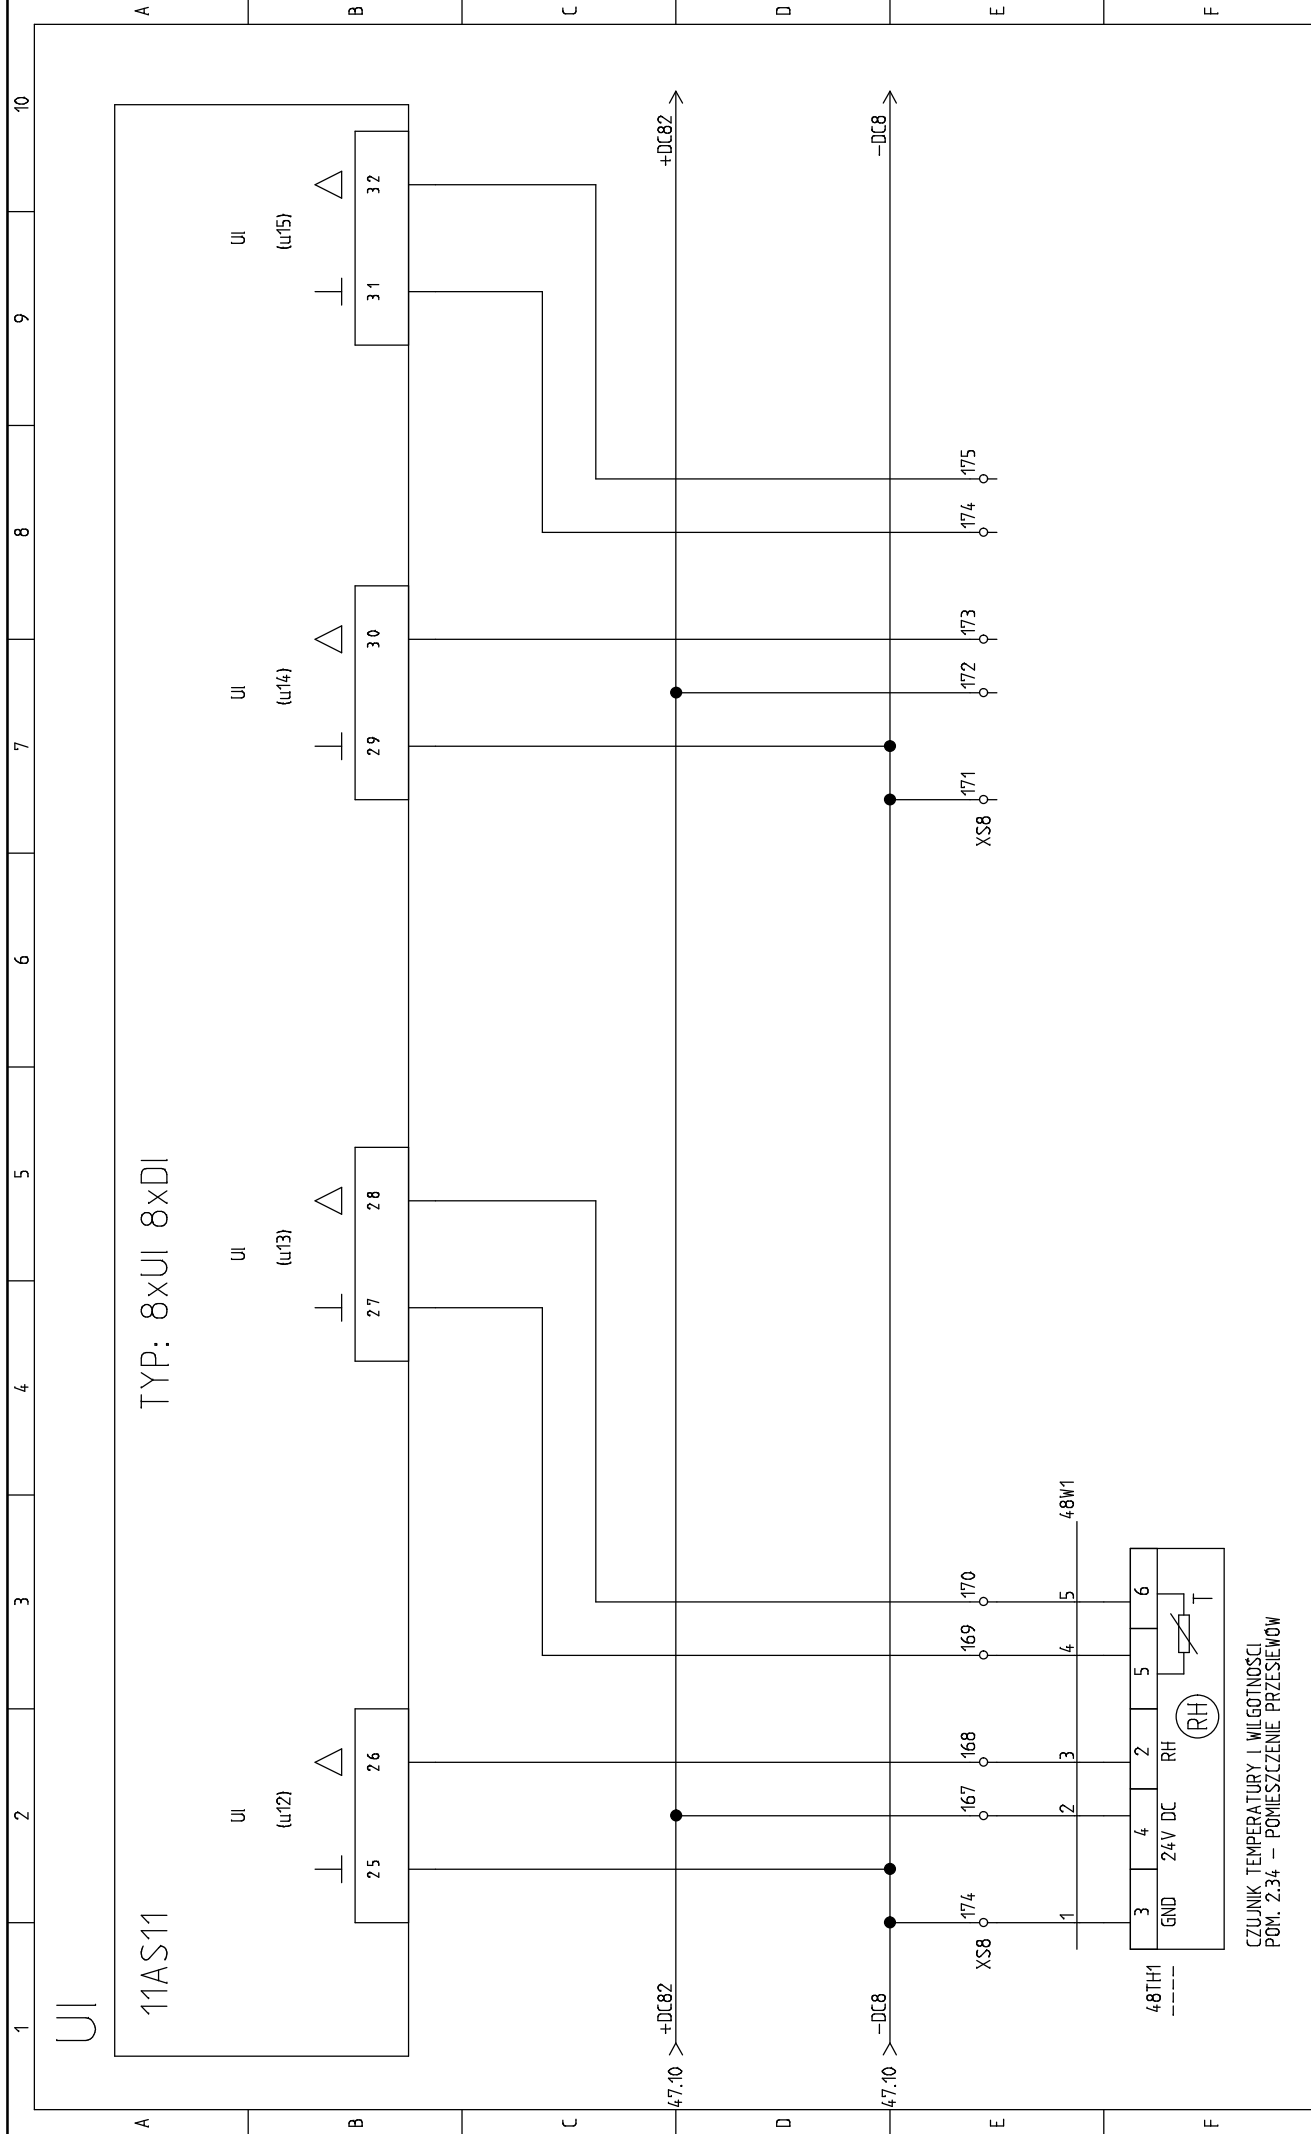 1 2 3 4 5 6 7 8 9 10
A A
UI
11AS11 TYP: 8xUI 8xDI
B B
UI UI UI UI
(u12) (u13) (u14) (u15)
25 26 27 28 29 30 31 32
C C
47.10 +DC82 +DC82
D D
47.10 -DC8 -DC8
E E
XS8 174 167 168 169 170 XS8 171 172 173 174 175
1 2 3 4 5 48W1
48TH1 3 4 2 5 6
GND 24V DC RH RH T
F F
CZUJNIK TEMPERATURY I WILGOTNOŚCI
POM. 2.34 - POMIESZCZENIE PRZESIEWÓW